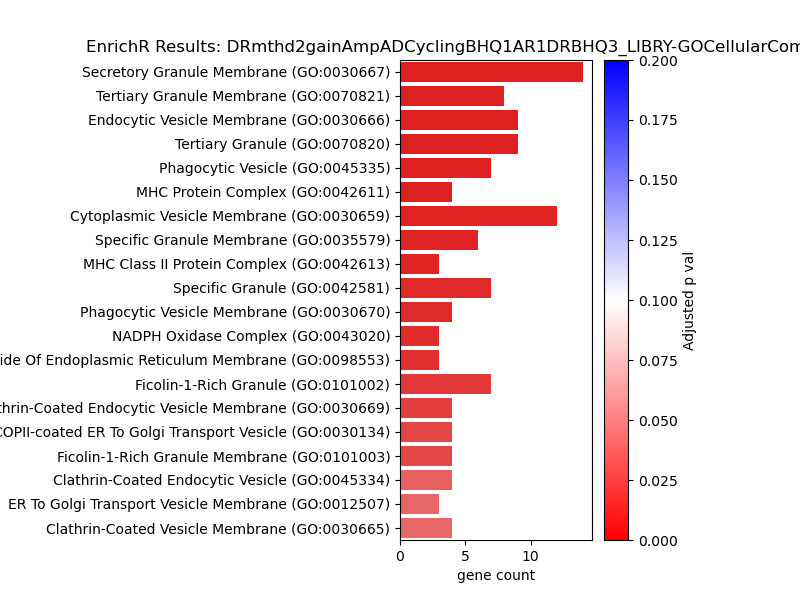 EnrichR Results: DRmthd2gainAmpADCyclingBHQ1AR1DRBHQ3_LIBRY-GOCellularCom
Secretory Granule Membrane (GO:0030667)
Tertiary Granule Membrane (GO:0070821)
Endocytic Vesicle Membrane (GO:0030666)
Tertiary Granule (GO:0070820)
Phagocytic Vesicle (GO:0045335)
MHC Protein Complex (GO:0042611)
Cytoplasmic Vesicle Membrane (GO:0030659)
Specific Granule Membrane (GO:0035579)
MHC Class II Protein Complex (GO:0042613)
Specific Granule (GO:0042581)
Phagocytic Vesicle Membrane (GO:0030670)
NADPH Oxidase Complex (GO:0043020)
ide Of Endoplasmic Reticulum Membrane (GO:0098553)
Ficolin-1-Rich Granule (GO:0101002)
thrin-Coated Endocytic Vesicle Membrane (GO:0030669)
COPII-coated ER To Golgi Transport Vesicle (GO:0030134)
Ficolin-1-Rich Granule Membrane (GO:0101003)
Clathrin-Coated Endocytic Vesicle (GO:0045334)
ER To Golgi Transport Vesicle Membrane (GO:0012507)
Clathrin-Coated Vesicle Membrane (GO:0030665)
0 5 10
gene count
0.200
0.175
0.150
0.125
0.100
0.075
0.050
0.025
0.000
Adjusted p val